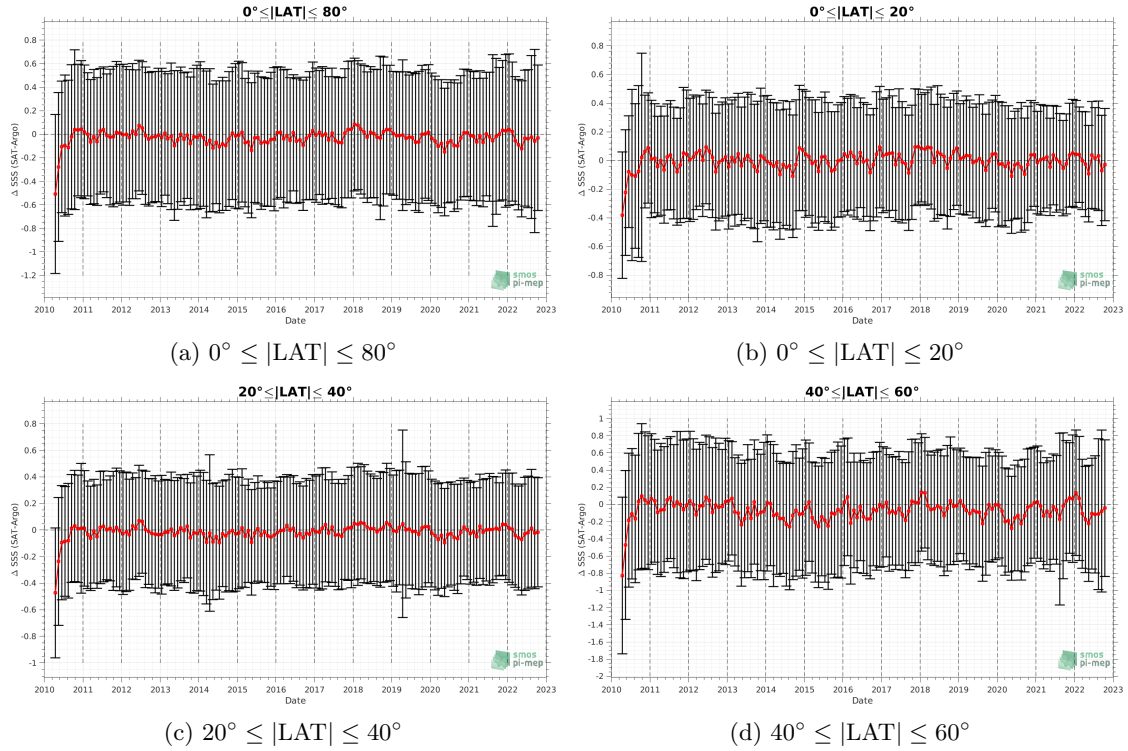 0°≤|LAT|≤ 80°
Δ SSS (SAT-Argo)
0.8
0.6
0.4
0.2
0
-0.2
-0.4
-0.6
-0.8
-1
-1.2
smos
pi-mep
2010 2011 2012 2013 2014 2015 2016 2017 2018 2019 2020 2021 2022 2023
Date
(a) 0° ≤ |LAT| ≤ 80°
0°≤|LAT|≤ 20°
Δ SSS (SAT-Argo)
0.8
0.6
0.4
0.2
0
-0.2
-0.4
-0.6
-0.8
smos
pi-mep
2010 2011 2012 2013 2014 2015 2016 2017 2018 2019 2020 2021 2022 2023
Date
(b) 0° ≤ |LAT| ≤ 20°
20°≤|LAT|≤ 40°
Δ SSS (SAT-Argo)
0.8
0.6
0.4
0.2
0
-0.2
-0.4
-0.6
-0.8
-1
smos
pi-mep
2010 2011 2012 2013 2014 2015 2016 2017 2018 2019 2020 2021 2022 2023
Date
(c) 20° ≤ |LAT| ≤ 40°
40°≤|LAT|≤ 60°
Δ SSS (SAT-Argo)
1
0.8
0.6
0.4
0.2
0
-0.2
-0.4
-0.6
-0.8
-1
-1.2
-1.4
-1.6
-1.8
-2
smos
pi-mep
2010 2011 2012 2013 2014 2015 2016 2017 2018 2019 2020 2021 2022 2023
Date
(d) 40° ≤ |LAT| ≤ 60°